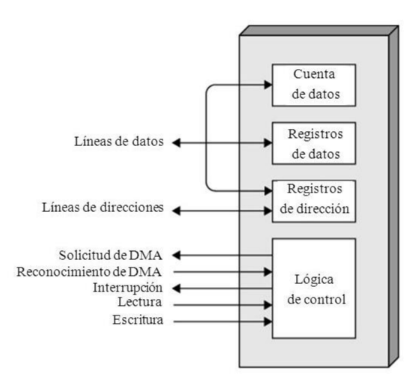 Cuenta
de datos
Líneas de datos
Registros
de datos
Líneas de direcciones
Registros
de dirección
Solicitud de DMA
Reconocimiento de DMA
Interrupción
Lectura
Escritura
Lógica
de control